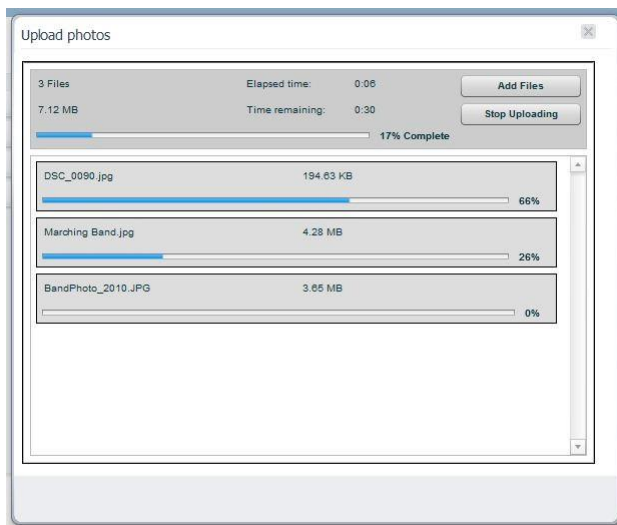 Upload photos
3 Files Elapsed time: 0:06 Add Files
7.12 MB Time remaining: 0:30 Stop Uploading
17% Complete
DSC_0090.jpg 194.63 KB
66%
Marching Band.jpg 4.28 MB
26%
BandPhoto_2010.JPG 3.65 MB
0%